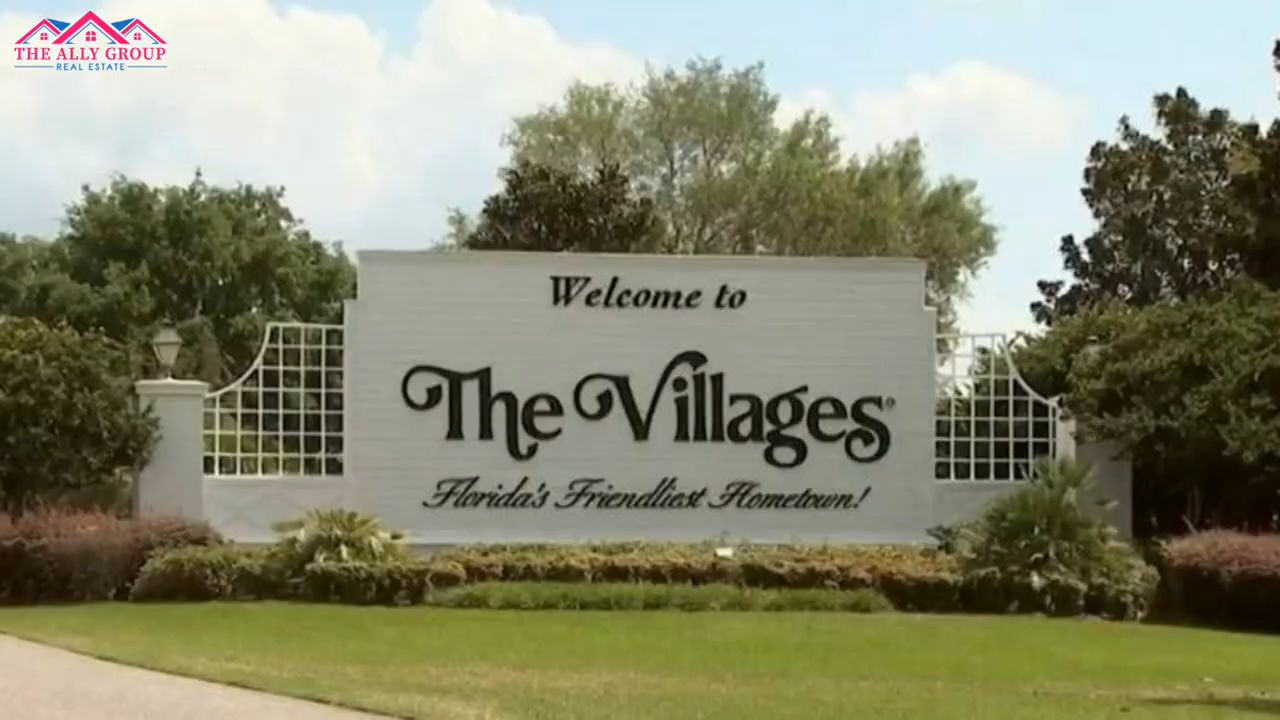 THE ALLY GROUP
REAL ESTATE
Welcome to
The Villages®
Florida's Friendliest Hometown!